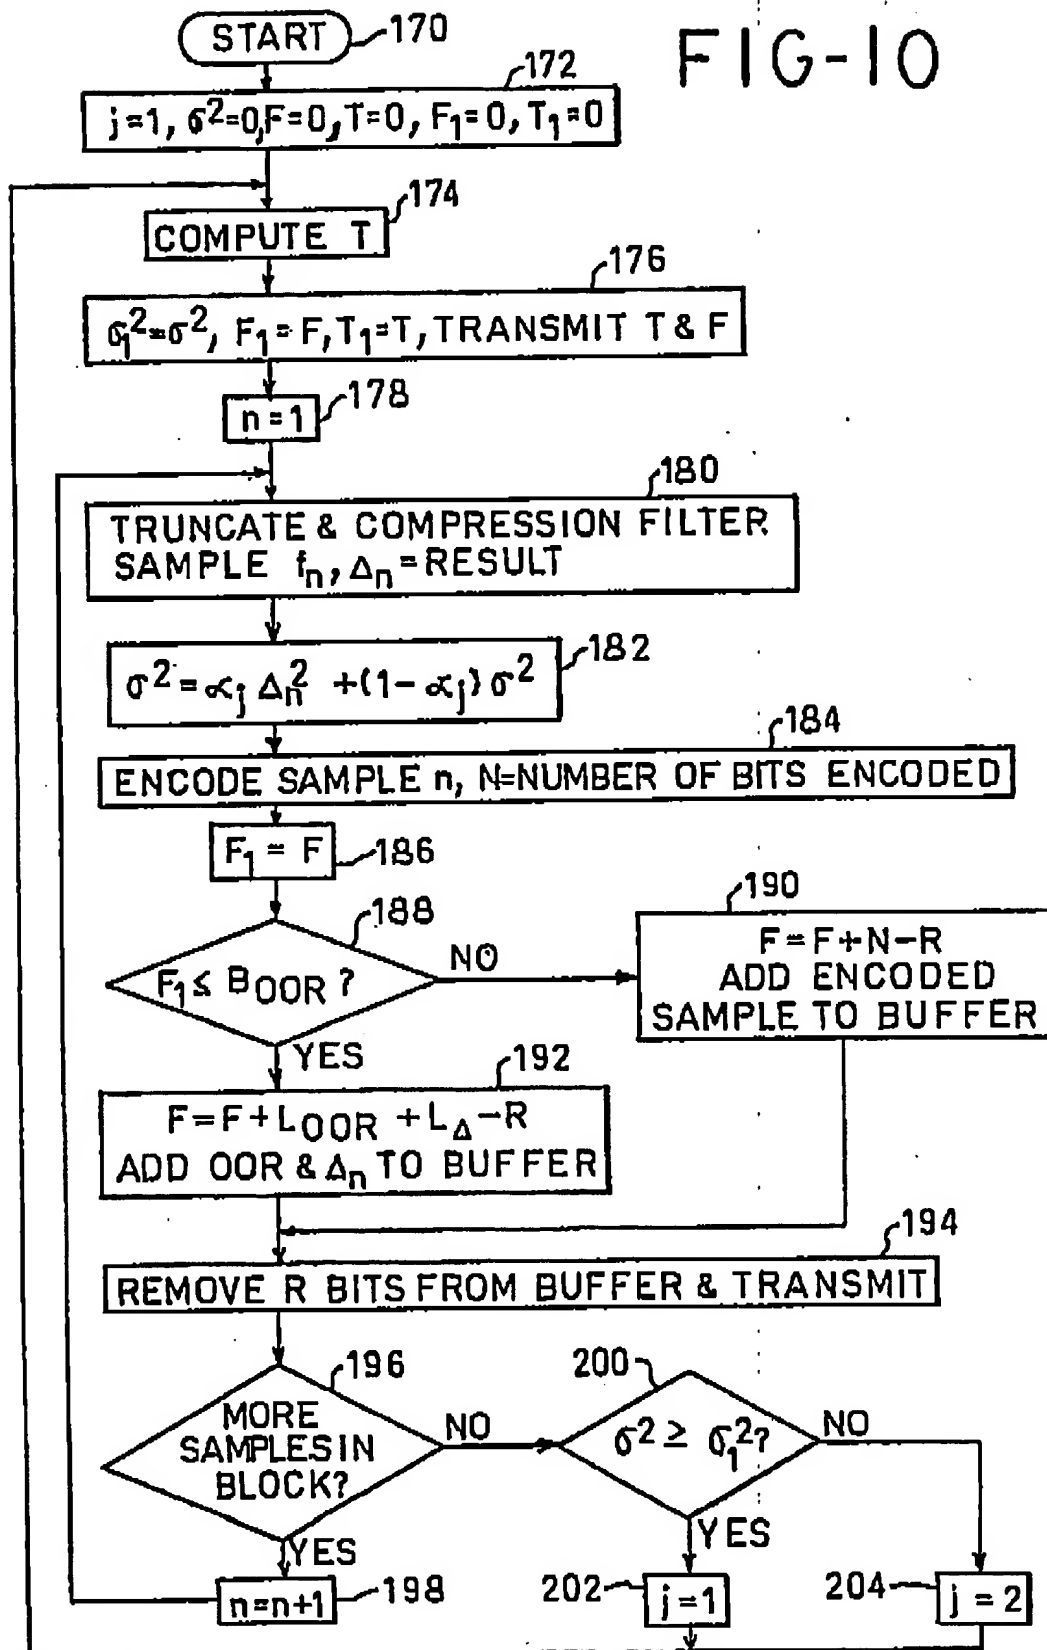 FIG-10
START 170
172
j=1, σ²=0, F=0, T=0, F₁=0, T₁=0
174
COMPUTE T
176
σ₁²=σ², F₁=F, T₁=T, TRANSMIT T & F
178
n=1
180
TRUNCATE & COMPRESSION FILTER
SAMPLE fₙ, Δₙ=RESULT
182
σ²=αⱼ Δₙ² +(1-αⱼ) σ²
184
ENCODE SAMPLE n, N=NUMBER OF BITS ENCODED
F₁ = F 186
188
F₁ ≤ B_OOR ?
NO
YES
190
F=F+N-R
ADD ENCODED
SAMPLE TO BUFFER
192
F=F+L_OOR +L_Δ-R
ADD OOR & Δₙ TO BUFFER
194
REMOVE R BITS FROM BUFFER & TRANSMIT
196
MORE
SAMPLES IN
BLOCK?
NO
YES
200
σ² ≥ σ₁²?
NO
YES
n=n+1 198
202 j=1
204 j = 2